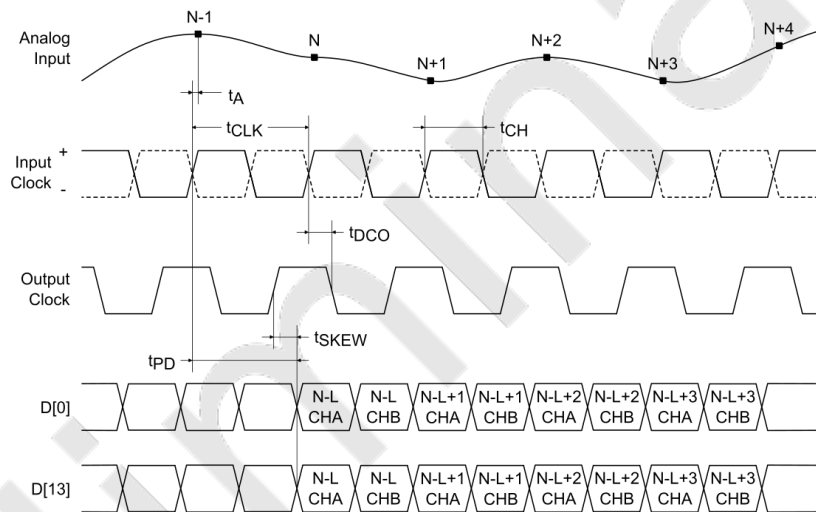 N-1
N
N+1
N+2
N+3
N+4
Analog
Input
tA
tCLK
tCH
Input
Clock
+
-
tDCO
Output
Clock
tSKEW
tPD
D[0]
N-L
CHA
N-L
CHB
N-L+1
CHA
N-L+1
CHB
N-L+2
CHA
N-L+2
CHB
N-L+3
CHA
N-L+3
CHB
D[13]
N-L
CHA
N-L
CHB
N-L+1
CHA
N-L+1
CHB
N-L+2
CHA
N-L+2
CHB
N-L+3
CHA
N-L+3
CHB